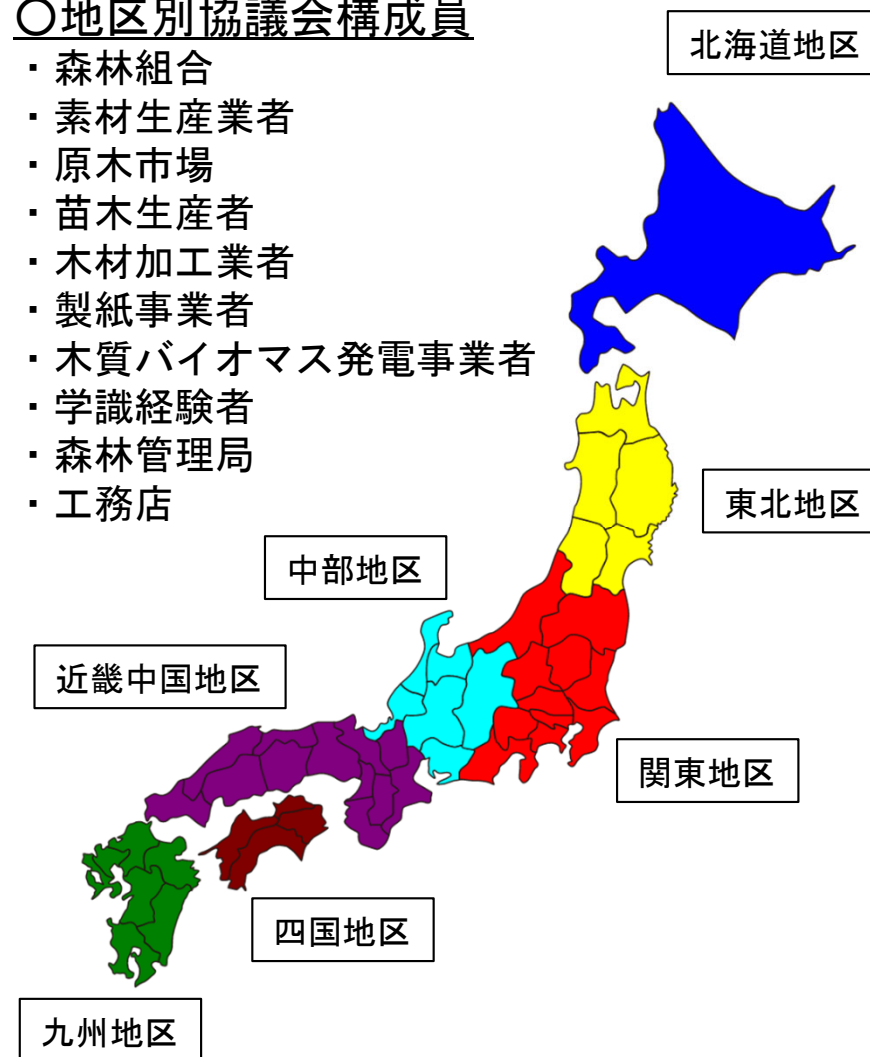 〇地区別協議会構成員
・森林組合
・素材生産業者
・原木市場
・苗木生産者
・木材加工業者
・製紙事業者
・木質バイオマス発電事業者
・学識経験者
・森林管理局
・工務店
北海道地区
東北地区
中部地区
近畿中国地区
関東地区
四国地区
九州地区